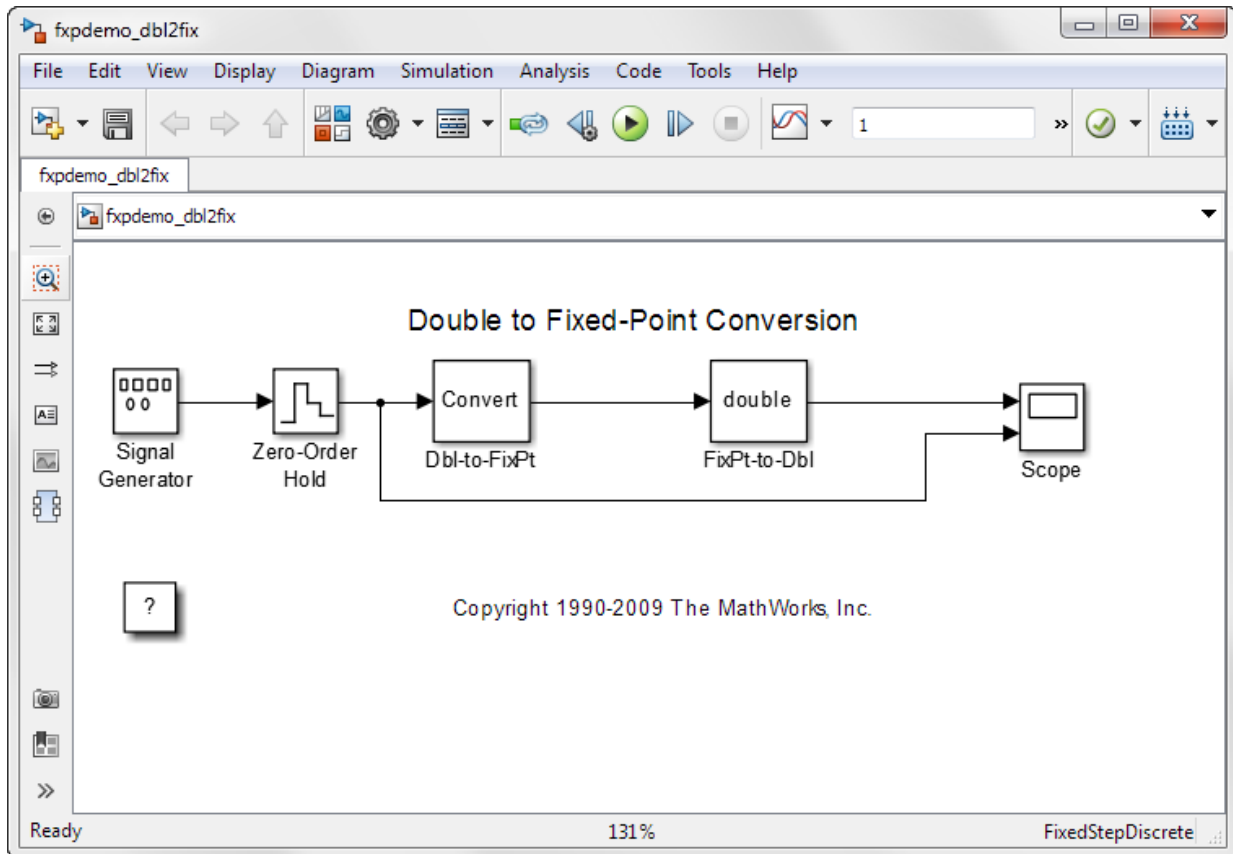 fxpdemo_dbl2fix
File Edit View Display Diagram Simulation Analysis Code Tools Help
1 »
fxpdemo_dbl2fix
fxpdemo_dbl2fix
Double to Fixed-Point Conversion
Convert
double
Signal
Generator
Zero-Order
Hold
Dbl-to-FixPt
FixPt-to-Dbl
Scope
?
Copyright 1990-2009 The MathWorks, Inc.
»
Ready 131% FixedStepDiscrete